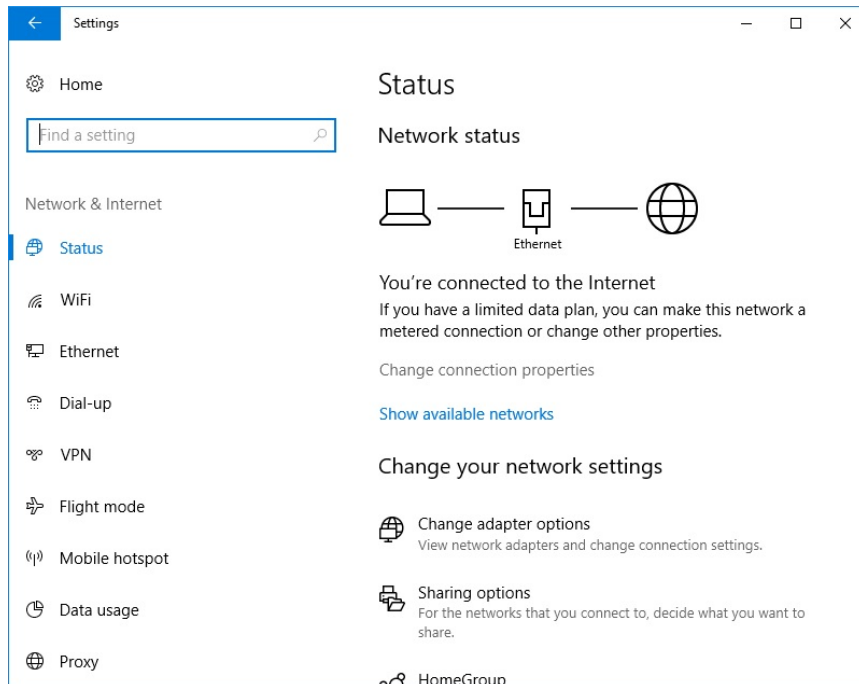 Settings
Home
Find a setting
Network & Internet
Status
WiFi
Ethernet
Dial-up
VPN
Flight mode
Mobile hotspot
Data usage
Proxy
Status
Network status
Ethernet
You're connected to the Internet
If you have a limited data plan, you can make this network a
metered connection or change other properties.
Change connection properties
Show available networks
Change your network settings
Change adapter options
View network adapters and change connection settings.
Sharing options
For the networks that you connect to, decide what you want to
share.
HomeGroup